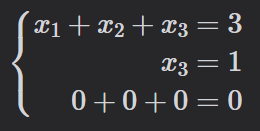 x₁ + x₂ + x₃ = 3
x₃ = 1
0 + 0 + 0 = 0